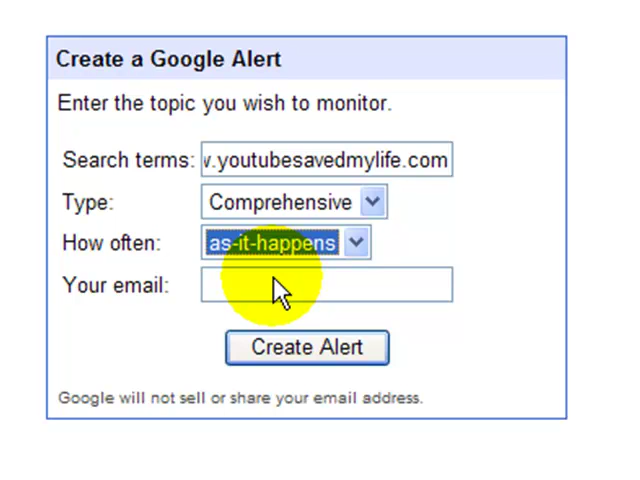 Create a Google Alert
Enter the topic you wish to monitor.
Search terms: .youtubesavedmylife.com
Type: Comprehensive
How often: as-it-happens
Your email:
Create Alert
Google will not sell or share your email address.